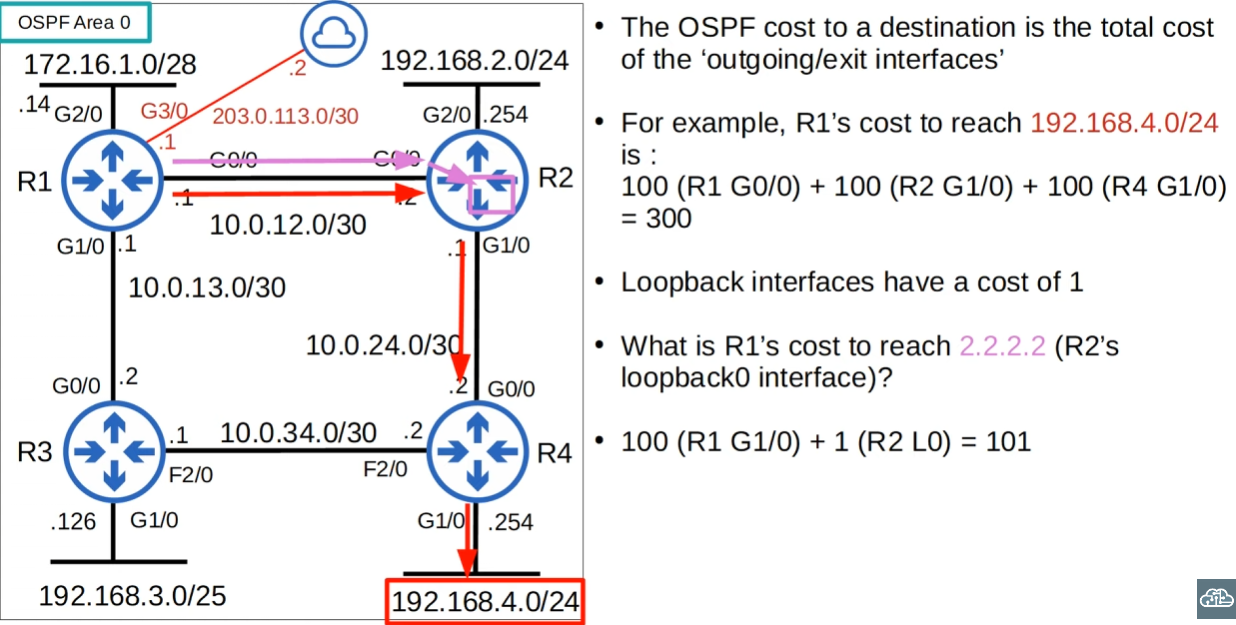 OSPF Area 0
172.16.1.0/28
192.168.2.0/24
.2
.14
G2/0
G3/0
203.0.113.0/30
G2/0
.254
.1
G0/0
G0/0
R1
R2
.1
.2
10.0.12.0/30
G1/0
.1
.1
G1/0
10.0.13.0/30
10.0.24.0/30
G0/0
.2
.2
G0/0
R3
.1
10.0.34.0/30
.2
R4
F2/0
F2/0
.126
G1/0
G1/0
.254
192.168.3.0/25
192.168.4.0/24
• The OSPF cost to a destination is the total cost
of the ‘outgoing/exit interfaces’
• For example, R1’s cost to reach 192.168.4.0/24
is :
100 (R1 G0/0) + 100 (R2 G1/0) + 100 (R4 G1/0)
= 300
• Loopback interfaces have a cost of 1
• What is R1’s cost to reach 2.2.2.2 (R2’s
loopback0 interface)?
• 100 (R1 G1/0) + 1 (R2 L0) = 101